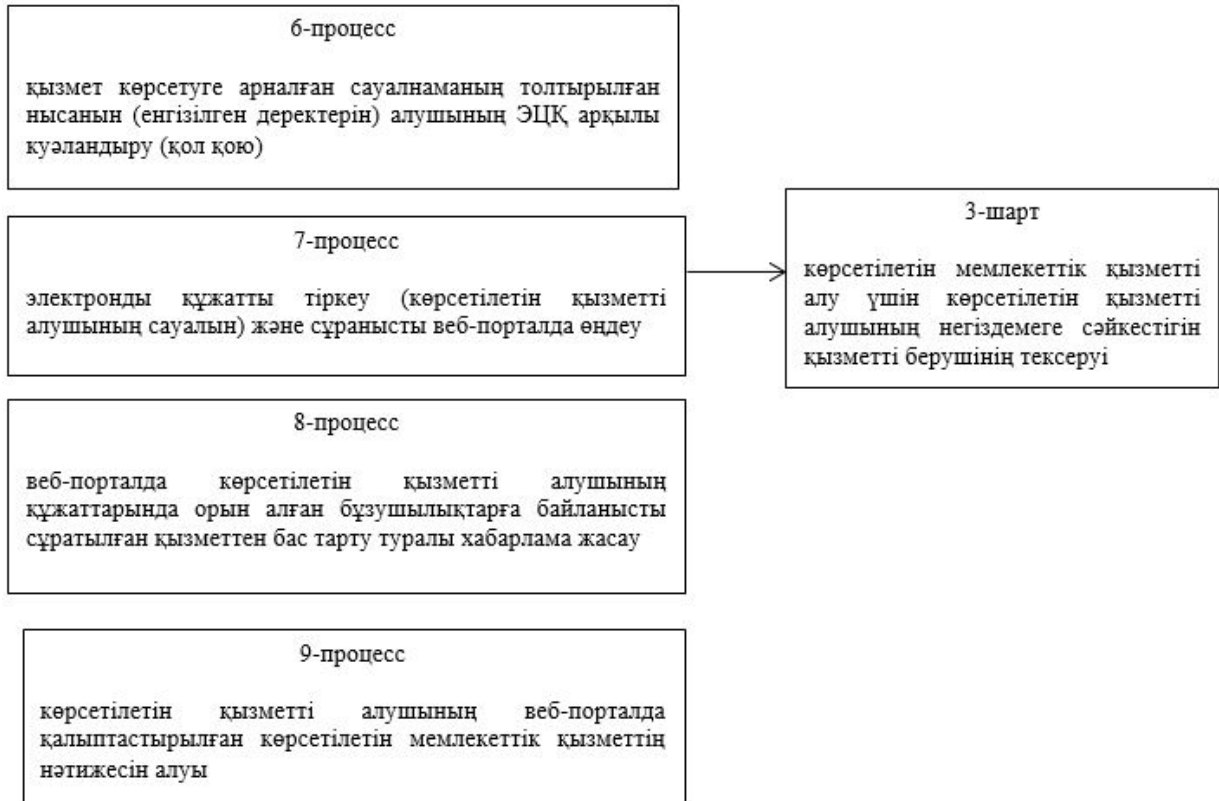 6-процесс
қызмет көрсетуге арналған сауалнаманың толтырылған
нысанын (енгізілген деректерін) алушының ЭЦҚ арқылы
куәландыру (қол қою)
7-процесс
электронды құжатты тіркеу (көрсетілетін қызметті
алушының сауалын) және сұранысты веб-порталда өңдеу
3-шарт
көрсетілетін мемлекеттік қызметті
алу үшін көрсетілетін қызметті
алушының негіздемеге сәйкестігін
қызметті берушінің тексеруі
8-процесс
веб-порталда көрсетілетін қызметті алушының
құжаттарында орын алған бұзушылықтарға байланысты
сұратылған қызметтен бас тарту туралы хабарлама жасау
9-процесс
көрсетілетін қызметті алушының веб-порталда
қалыптастырылған көрсетілетін мемлекеттік қызметтің
нәтижесін алуы